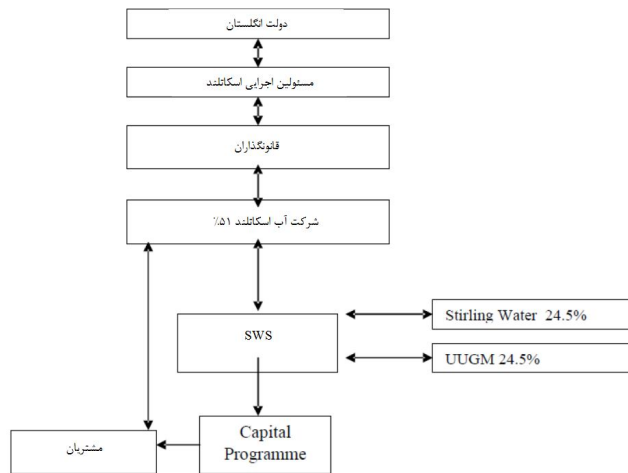 دولت انگلستان
مسئولین اجرایی اسکاتلند
قانونگذاران
شرکت آب اسکاتلند ۵۱٪
SWS
Stirling Water 24.5%
UUGM 24.5%
Capital
Programme
مشتریان